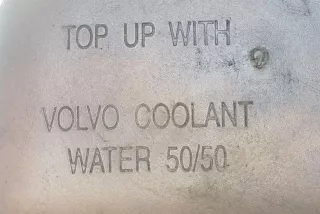 TOP UP WITH
VOLVO COOLANT
WATER 50/50